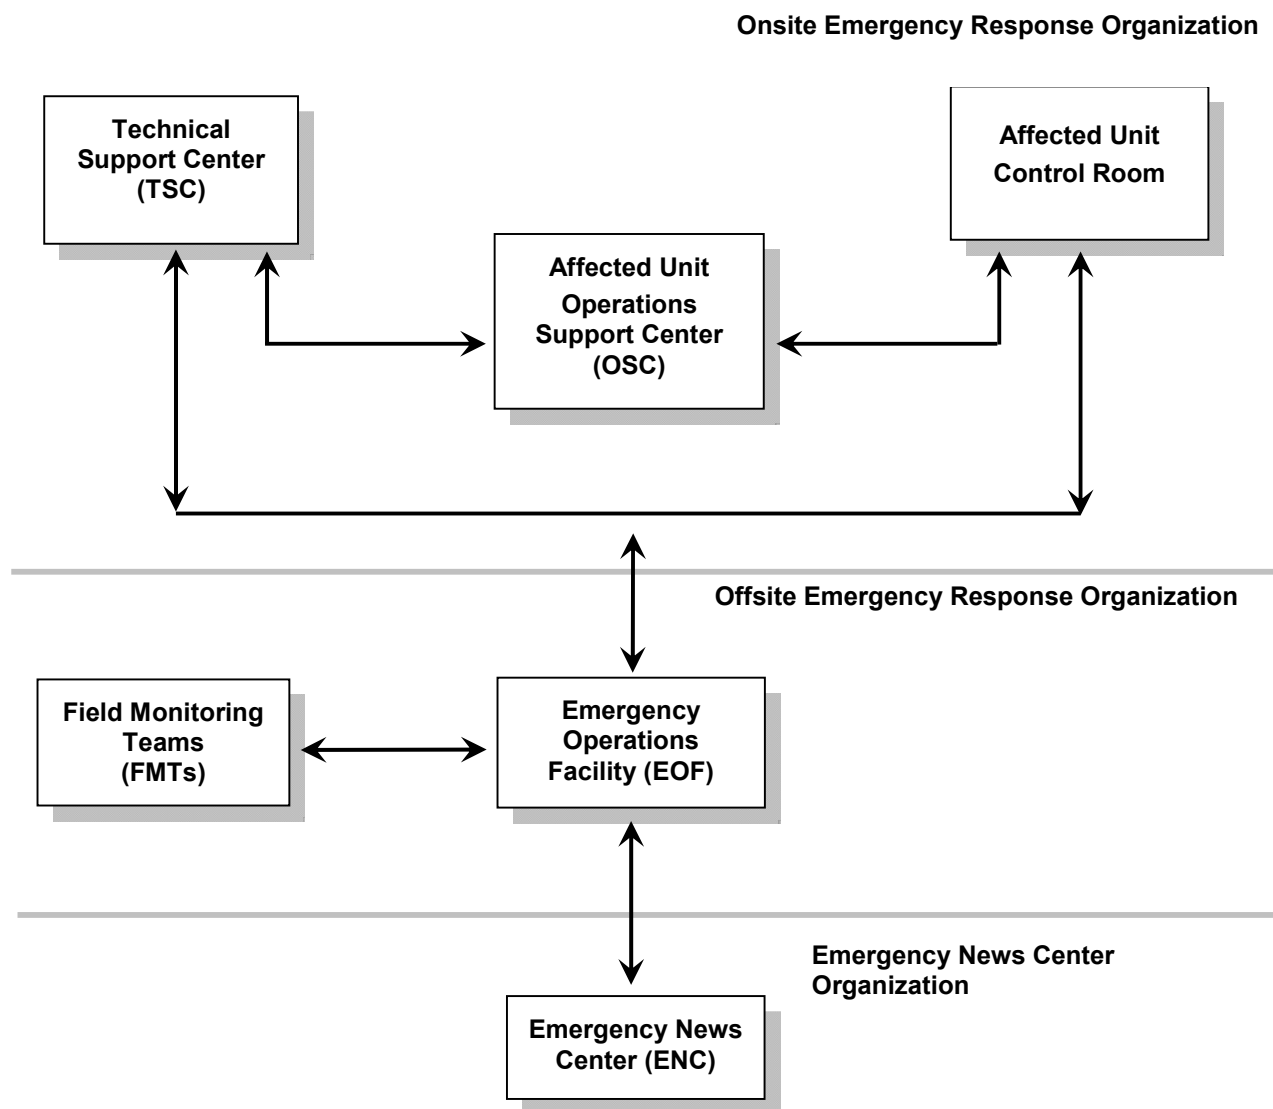 Onsite Emergency Response Organization
Technical
Support Center
(TSC)
Affected Unit
Control Room
Affected Unit
Operations
Support Center
(OSC)
Offsite Emergency Response Organization
Field Monitoring
Teams
(FMTs)
Emergency
Operations
Facility (EOF)
Emergency News Center
Organization
Emergency News
Center (ENC)